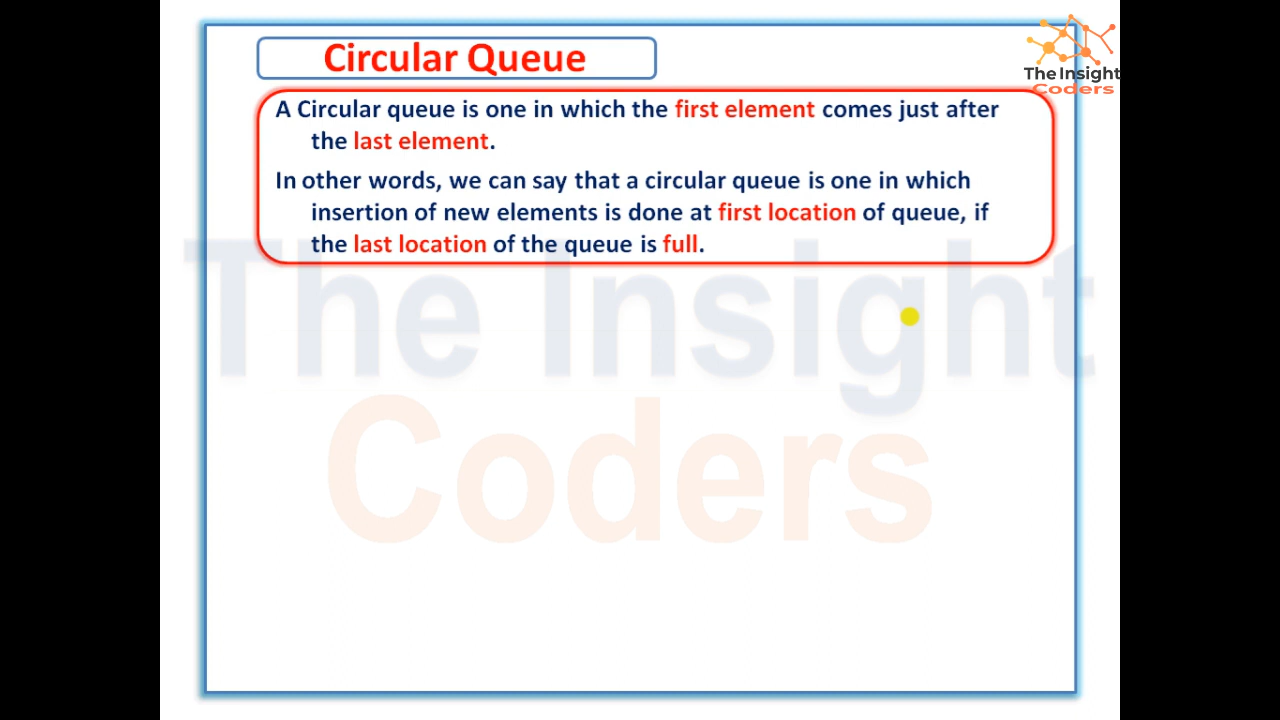 Circular Queue
The Insight
Coders
A Circular queue is one in which the first element comes just after
the last element.
In other words, we can say that a circular queue is one in which
insertion of new elements is done at first location of queue, if
the last location of the queue is full.
The Insight
Coders